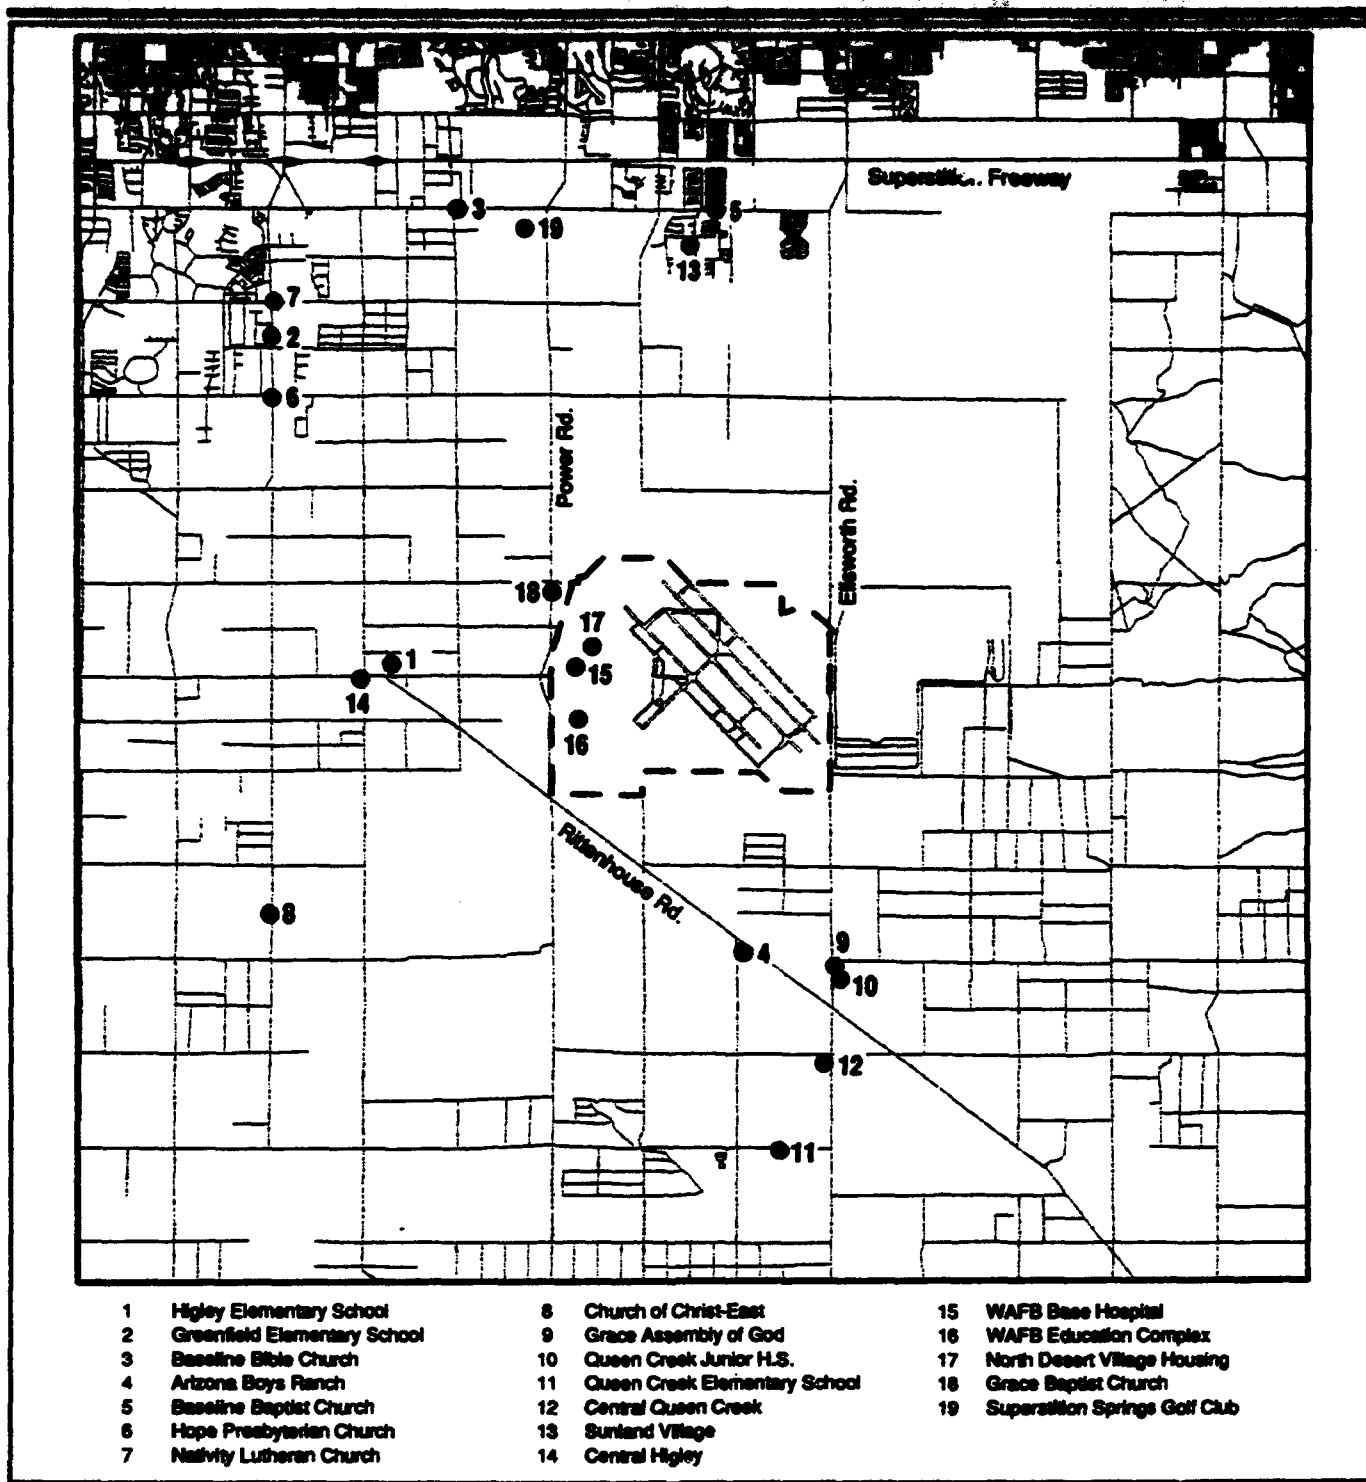 Superstition Freeway
3
5
19
13
7
2
6
Power Rd.
Ellsworth Rd.
18
17
1
15
14
16
Rittenhouse Rd.
8
9
4
10
12
11
1 Higley Elementary School
2 Greenfield Elementary School
3 Baseline Bible Church
4 Arizona Boys Ranch
5 Baseline Baptist Church
6 Hope Presbyterian Church
7 Nativity Lutheran Church
8 Church of Christ-East
9 Grace Assembly of God
10 Queen Creek Junior H.S.
11 Queen Creek Elementary School
12 Central Queen Creek
13 Sunland Village
14 Central Higley
15 WAFB Base Hospital
16 WAFB Education Complex
17 North Desert Village Housing
18 Grace Baptist Church
19 Superstition Springs Golf Club